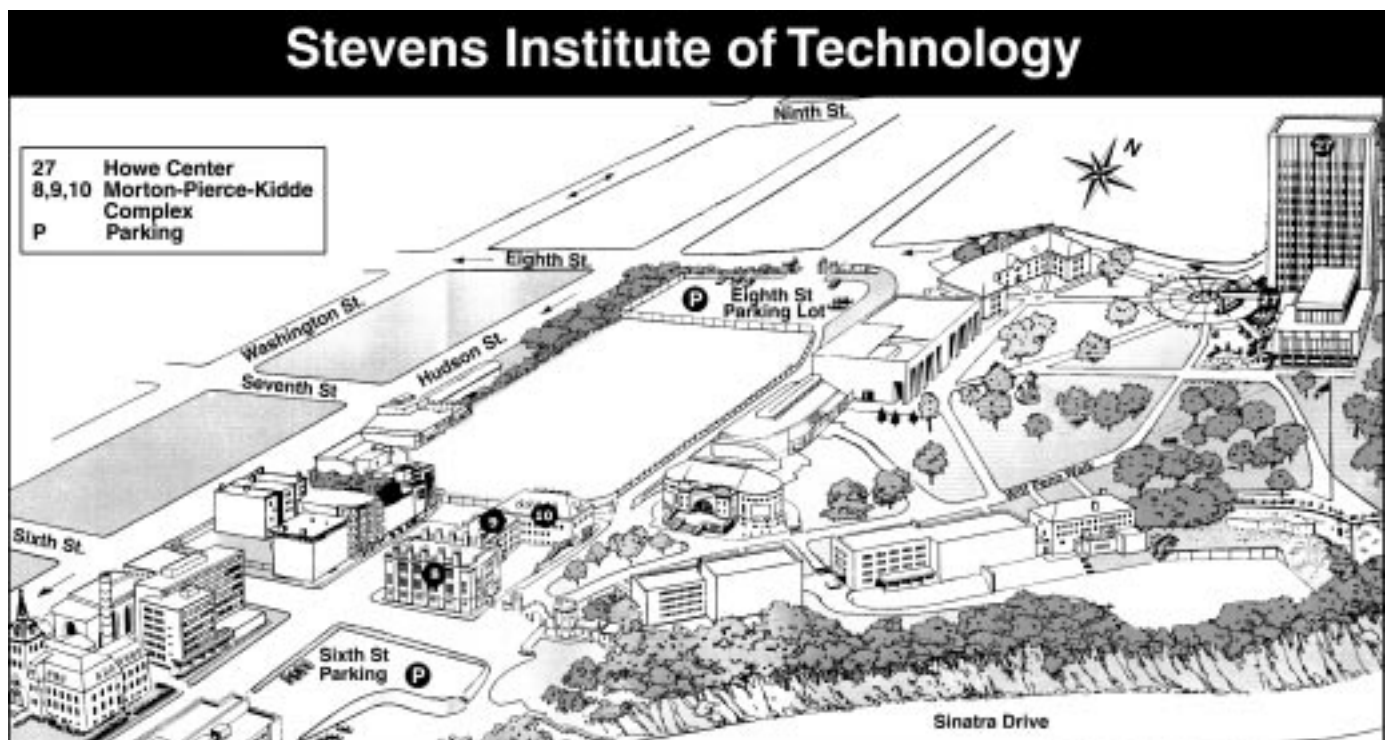 Stevens Institute of Technology
Ninth St.
N
27
27 Howe Center
8,9,10 Morton-Pierce-Kidde
Complex
P Parking
Eighth St.
P
Eighth St
Parking Lot
Washington St.
Hudson St.
Seventh St
Sixth St.
9
10
8
Sixth St
Parking
P
Sinatra Drive